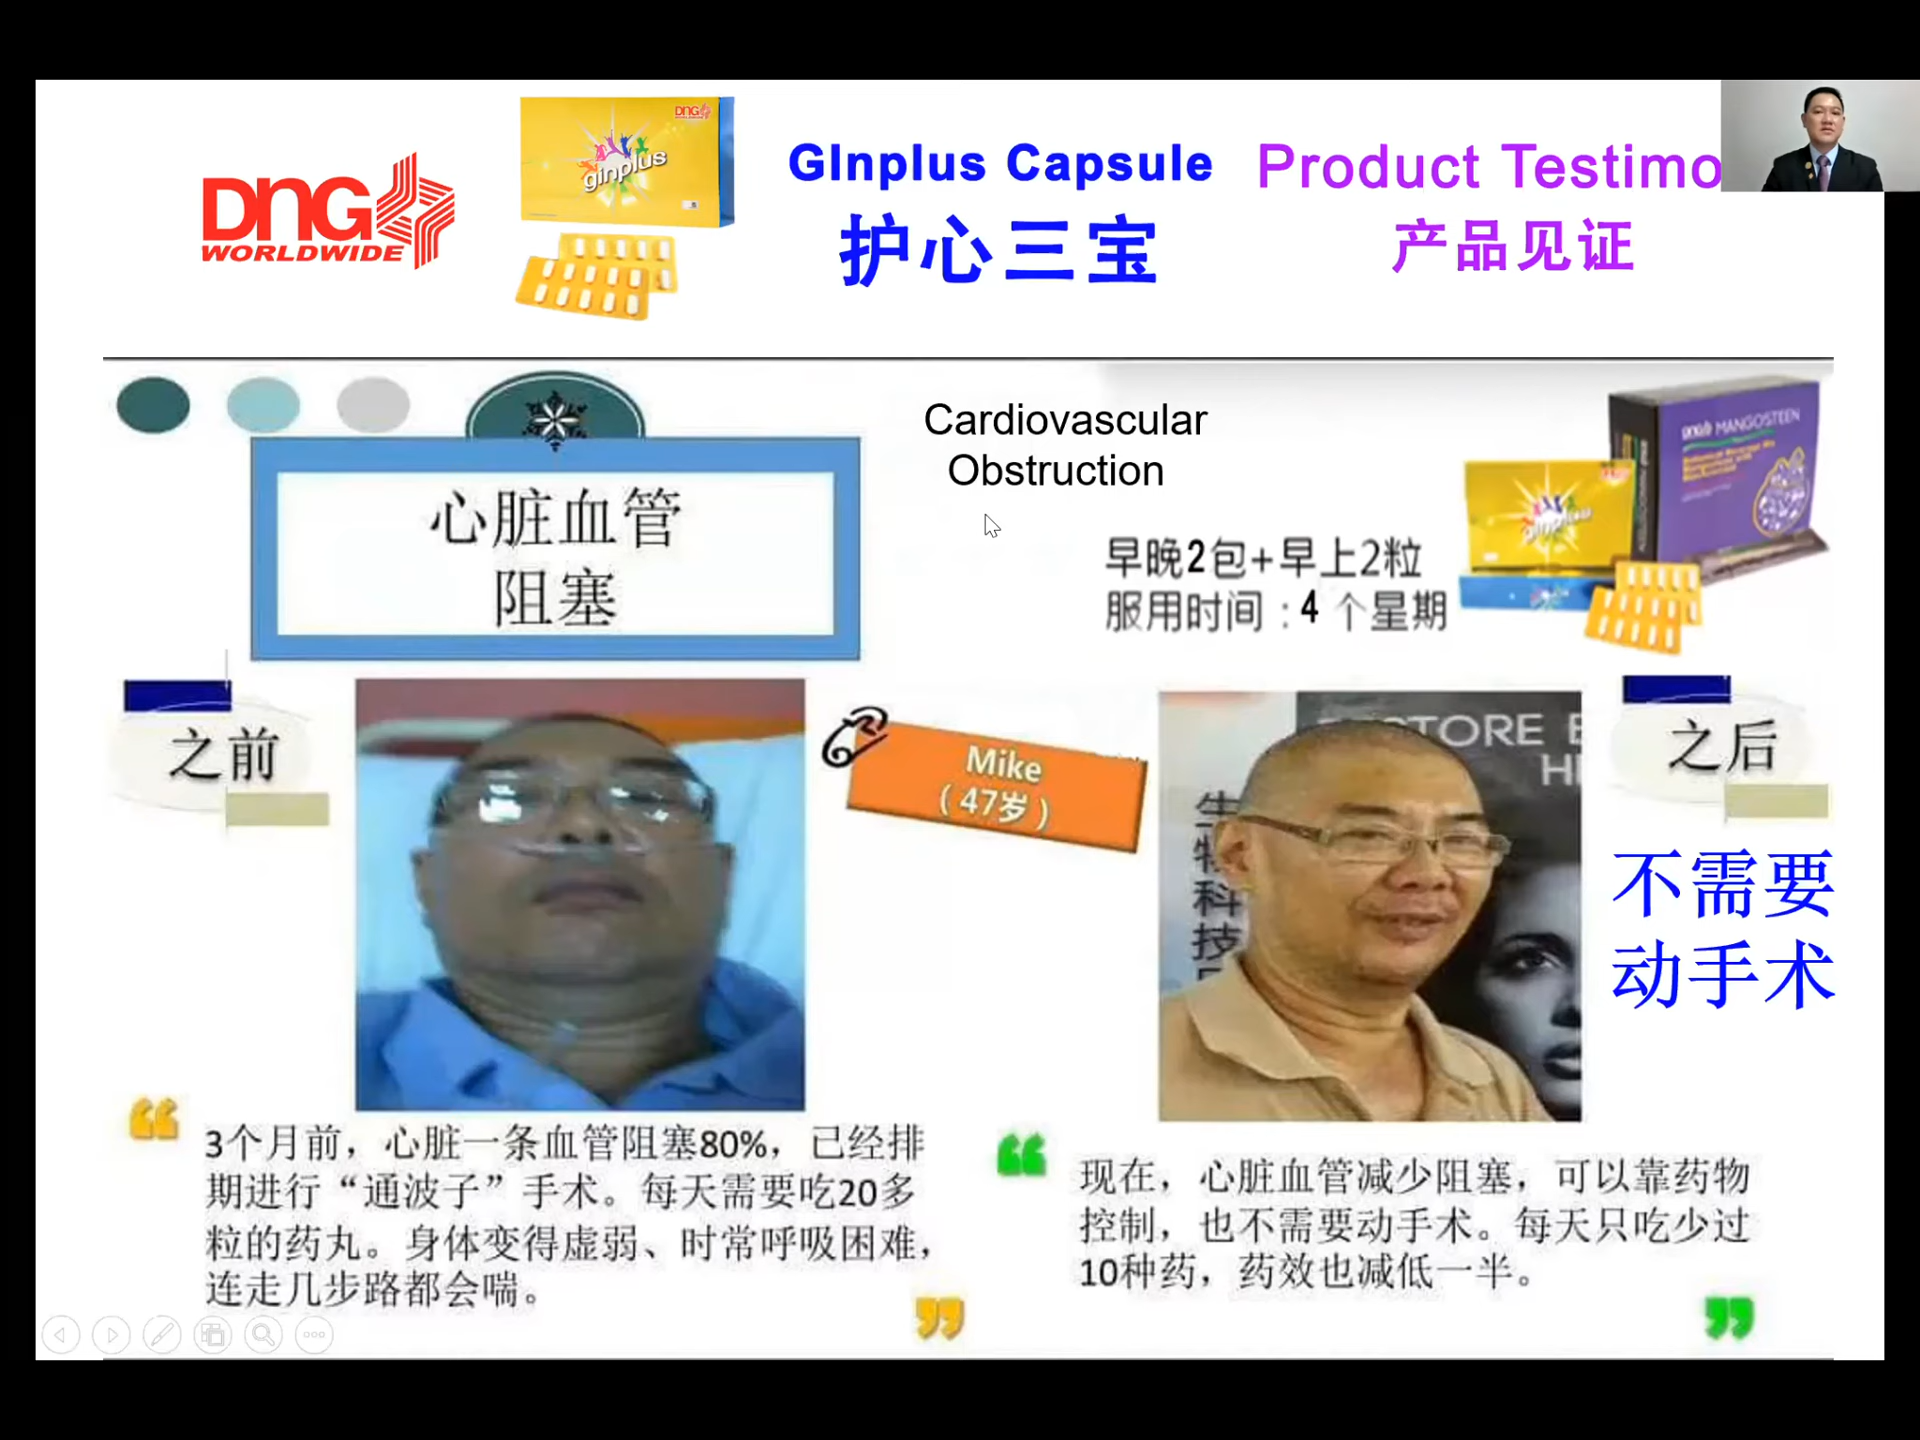 DNG
WORLDWIDE
DNG
WORLDWIDE
ginplus
GInplus Capsule
护心三宝
Product Testimo
产品见证
心脏血管
阻塞
Cardiovascular
Obstruction
早晚2包+早上2粒
服用时间:4 个星期
MANGOSTEEN
ginplus
之前
Mike
(47岁)
TORE
生物科技
之后
不需要
动手术
“
3个月前，心脏一条血管阻塞80%，已经排
期进行“通波子”手术。每天需要吃20多
粒的药丸。身体变得虚弱、时常呼吸困难，
连走几步路都会喘。
”
“
现在，心脏血管减少阻塞，可以靠药物
控制，也不需要动手术。每天只吃少过
10种药，药效也减低一半。
”